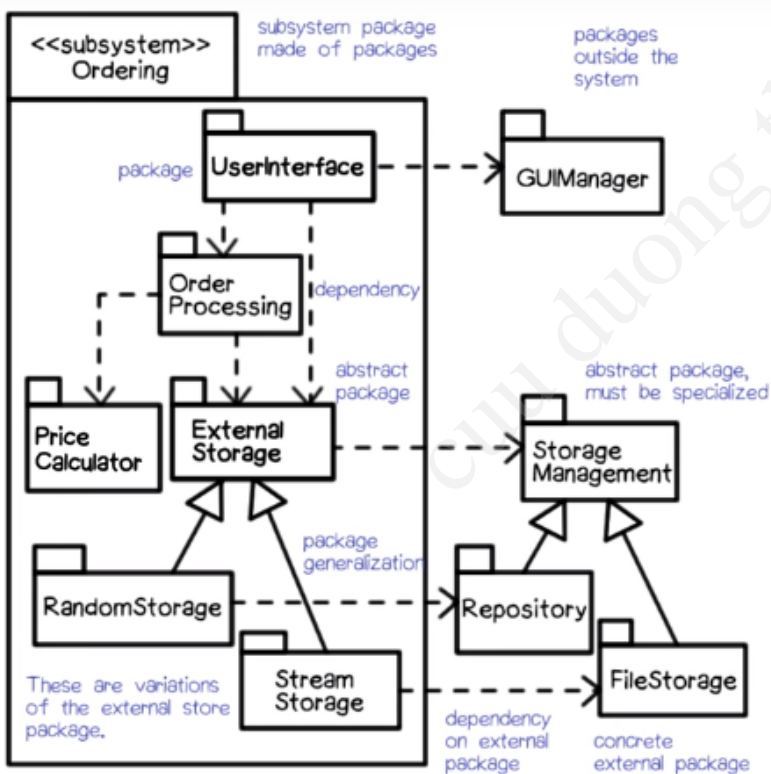 <<subsystem>>
Ordering
subsystem package
made of packages
packages
outside the
system
package
UserInterface
GUIManager
Order
Processing
dependency
abstract
package
abstract package,
must be specialized
Price
Calculator
External
Storage
Storage
Management
package
generalization
RandomStorage
Repository
Stream
Storage
FileStorage
These are variations
of the external store
package.
dependency
on external
package
concrete
external package
cuu duong